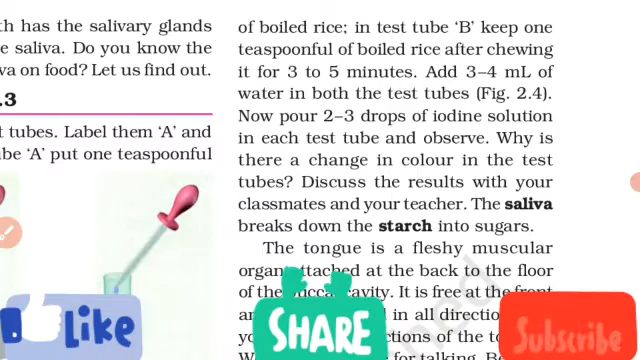 th has the salivary glands
e saliva. Do you know the
va on food? Let us find out.
.3
t tubes. Label them 'A' and
be 'A' put one teaspoonful
of boiled rice; in test tube 'B' keep one
teaspoonful of boiled rice after chewing
it for 3 to 5 minutes. Add 3–4 mL of
water in both the test tubes (Fig. 2.4).
Now pour 2–3 drops of iodine solution
in each test tube and observe. Why is
there a change in colour in the test
tubes? Discuss the results with your
classmates and your teacher. The saliva
breaks down the starch into sugars.
The tongue is a fleshy muscular
organ attached at the back to the floor
of the buccal cavity. It is free at the front
in all direction
ctions of the to
for talking.
Like
SHARE
Subscribe